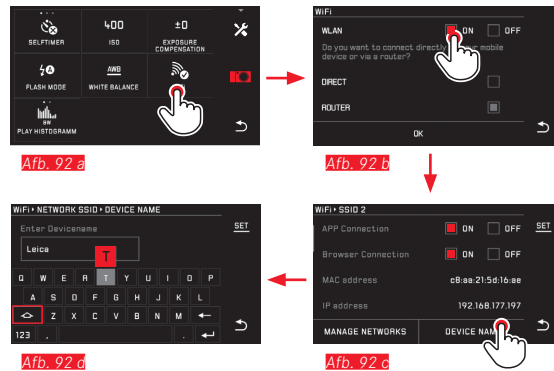 SELFTIMER
400
ISO
±0
EXPOSURE
COMPENSATION
FLASH MODE
AWB
WHITE BALANCE
BW
PLAY HISTOGRAMM
Afb. 92 a
WiFi
WLAN
ON
OFF
Do you want to connect directly mobile
device or via a router?
DIRECT
ROUTER
OK
Afb. 92 b
WiFi▸NETWORK SSID▸DEVICE NAME
Enter Devicename
SET
Leica
T
Q W E R T Y U I O P
A S D F G H J K L
Z X C V B N M
123 , .
Afb. 92 d
WiFi▸SSID 2
APP Connection
ON
OFF
SET
Browser Connection
ON
OFF
MAC address
c8:aa:21:5d:16:ae
IP address
192.168.177.197
MANAGE NETWORKS
DEVICE NAM
Afb. 92 c